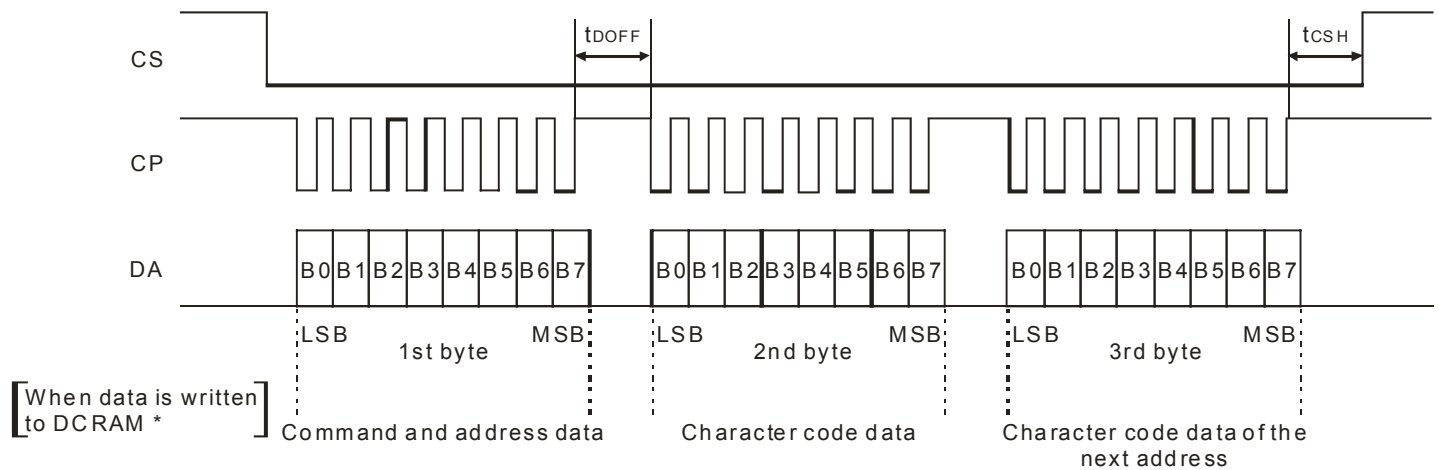 tDOFF tCSH
CS
CP
DA B0 B1 B2 B3 B4 B5 B6 B7 B0 B1 B2 B3 B4 B5 B6 B7 B0 B1 B2 B3 B4 B5 B6 B7
LSB MSB LSB MSB LSB MSB
1st byte 2nd byte 3rd byte
When data is written
to DCRAM *
Command and address data Character code data Character code data of the
next address